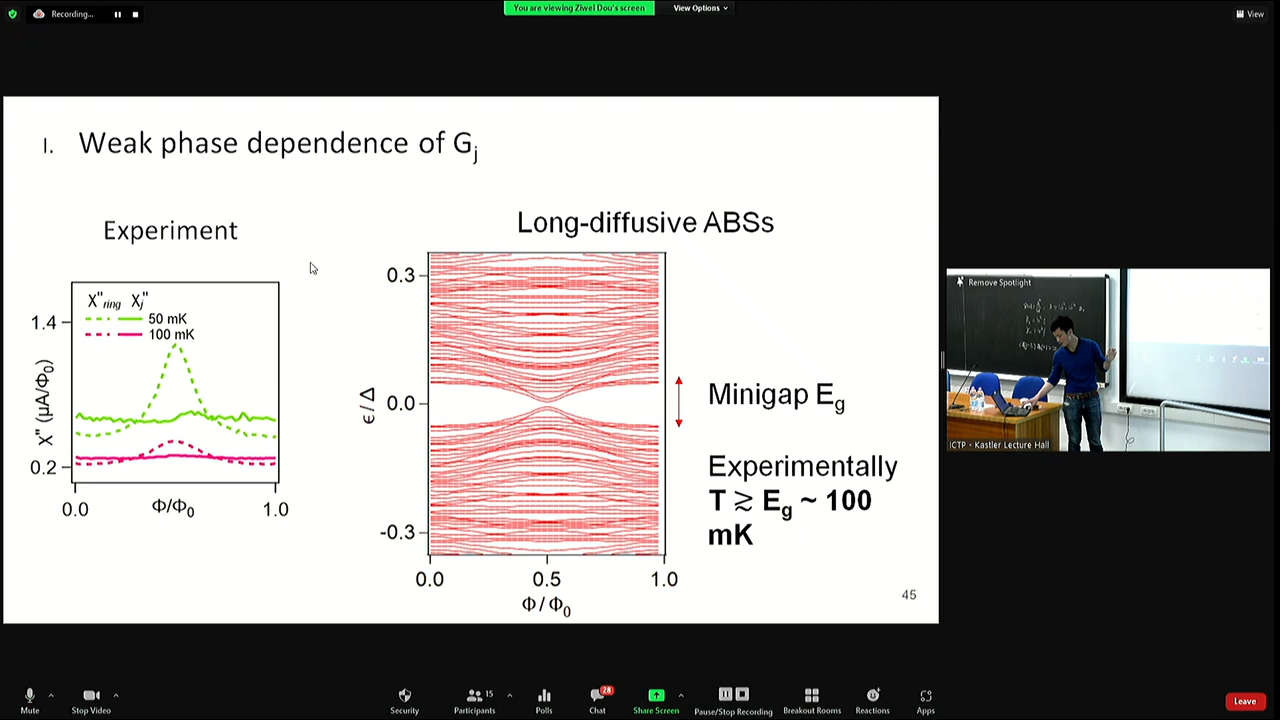 Recording...
You are viewing Ziwei Dou's screen
View Options
View
I. Weak phase dependence of Gj
Experiment
Long-diffusive ABSs
χ"ring χj"
50 mK
100 mK
1.4
0.2
χ" (μA/Φ0)
0.0
1.0
Φ/Φ0
0.3
0.0
-0.3
ϵ/Δ
0.0
0.5
1.0
Φ/Φ0
Minigap Eg
Experimentally
T ≳ Eg ~ 100
mK
45
Remove Spotlight
ICTP - Kastler Lecture Hall
Mute
Stop Video
Security
Participants
15
Polls
Chat
28
Share Screen
Pause/Stop Recording
Breakout Rooms
Reactions
Apps
Leave